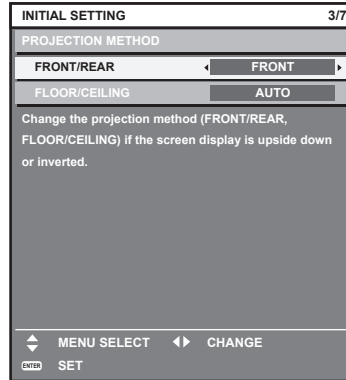 INITIAL SETTING 3/7
PROJECTION METHOD
FRONT/REAR FRONT
FLOOR/CEILING AUTO
Change the projection method (FRONT/REAR,
FLOOR/CEILING) if the screen display is upside down
or inverted.
MENU SELECT CHANGE
ENTER SET